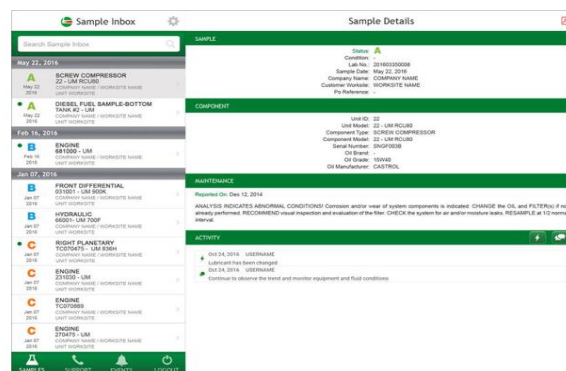 Sample Inbox
Search Sample Inbox
May 22, 2016
A
May 22
2016
SCREW COMPRESSOR
22 - UM RCU80
COMPANY NAME / WORKSITE NAME
UNIT WORKSITE
A
May 22
2016
DIESEL FUEL SAMPLE-BOTTOM
TANK #2 - UM
COMPANY NAME / WORKSITE NAME
UNIT WORKSITE
Feb 16, 2016
B
Feb 16
2016
ENGINE
681000 - UM
COMPANY NAME / WORKSITE NAME
UNIT WORKSITE
Jan 07, 2016
B
Jan 07
2016
FRONT DIFFERENTIAL
031001 - UM 900K
COMPANY NAME / WORKSITE NAME
UNIT WORKSITE
B
Jan 07
2016
HYDRAULIC
66001- UM 700F
COMPANY NAME / WORKSITE NAME
UNIT WORKSITE
C
Jan 07
2016
RIGHT PLANETARY
TC070475 - UM 836H
COMPANY NAME / WORKSITE NAME
UNIT WORKSITE
C
Jan 07
2016
ENGINE
231030 - UM
COMPANY NAME / WORKSITE NAME
UNIT WORKSITE
C
Jan 07
2016
ENGINE
TC070889
COMPANY NAME / WORKSITE NAME
UNIT WORKSITE
C
Jan 07
2016
ENGINE
270475 - UM
COMPANY NAME / WORKSITE NAME
UNIT WORKSITE
SAMPLES SUPPORT EVENTS LOGOUT
Sample Details
SAMPLE
Status: A
Condition: -
Lab No.: 201603350008
Sample Date: May 22, 2016
Company Name: COMPANY NAME
Customer Worksite: WORKSITE NAME
Po Reference: -
COMPONENT
Unit ID: 22
Unit Model: 22 - UM RCU80
Component Type: SCREW COMPRESSOR
Component Model: 22 - UM RCU80
Serial Number: SNGF003B
Oil Brand: -
Oil Grade: 15W40
Oil Manufacturer: CASTROL
MAINTENANCE
Reported On: Dec 12, 2014
ANALYSIS INDICATES ABNORMAL CONDITIONS! Corrosion and/or wear of system components is indicated. CHANGE the OIL and FILTER(s) if no
already performed. RECOMMEND visual inspection and evaluation of the filter. CHECK the system for air and/or moisture leaks. RESAMPLE at 1/2 norma
interval.
ACTIVITY
Oct 24, 2016 USERNAME
Lubricant has been changed
Oct 24, 2014 USERNAME
Continue to observe the trend and monitor equipment and fluid conditions